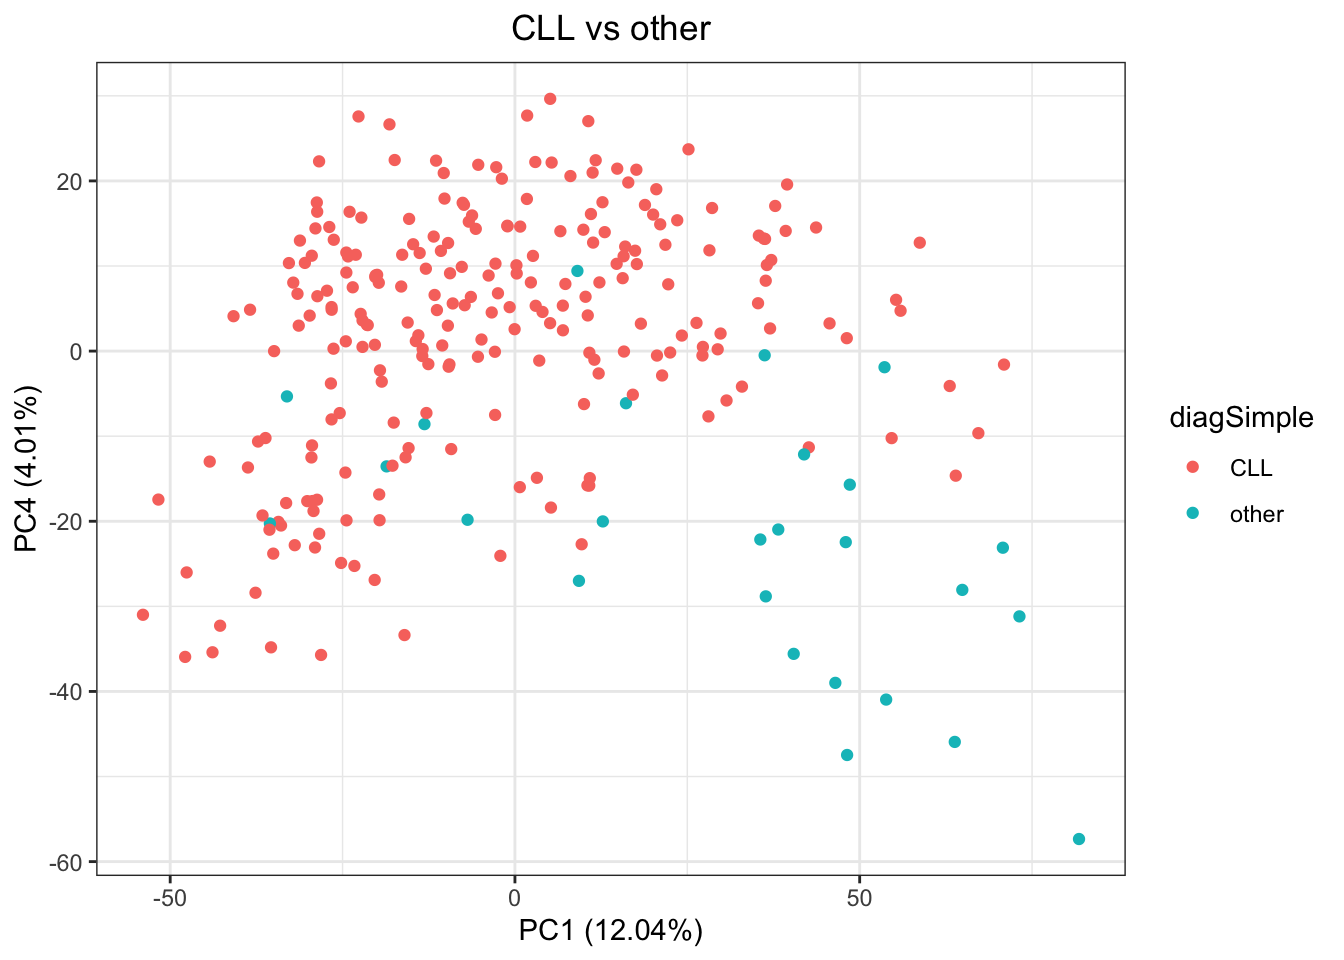 CLL vs other
20
0
-20
-40
-60
PC4 (4.01%)
-50
0
50
PC1 (12.04%)
diagSimple
CLL
other